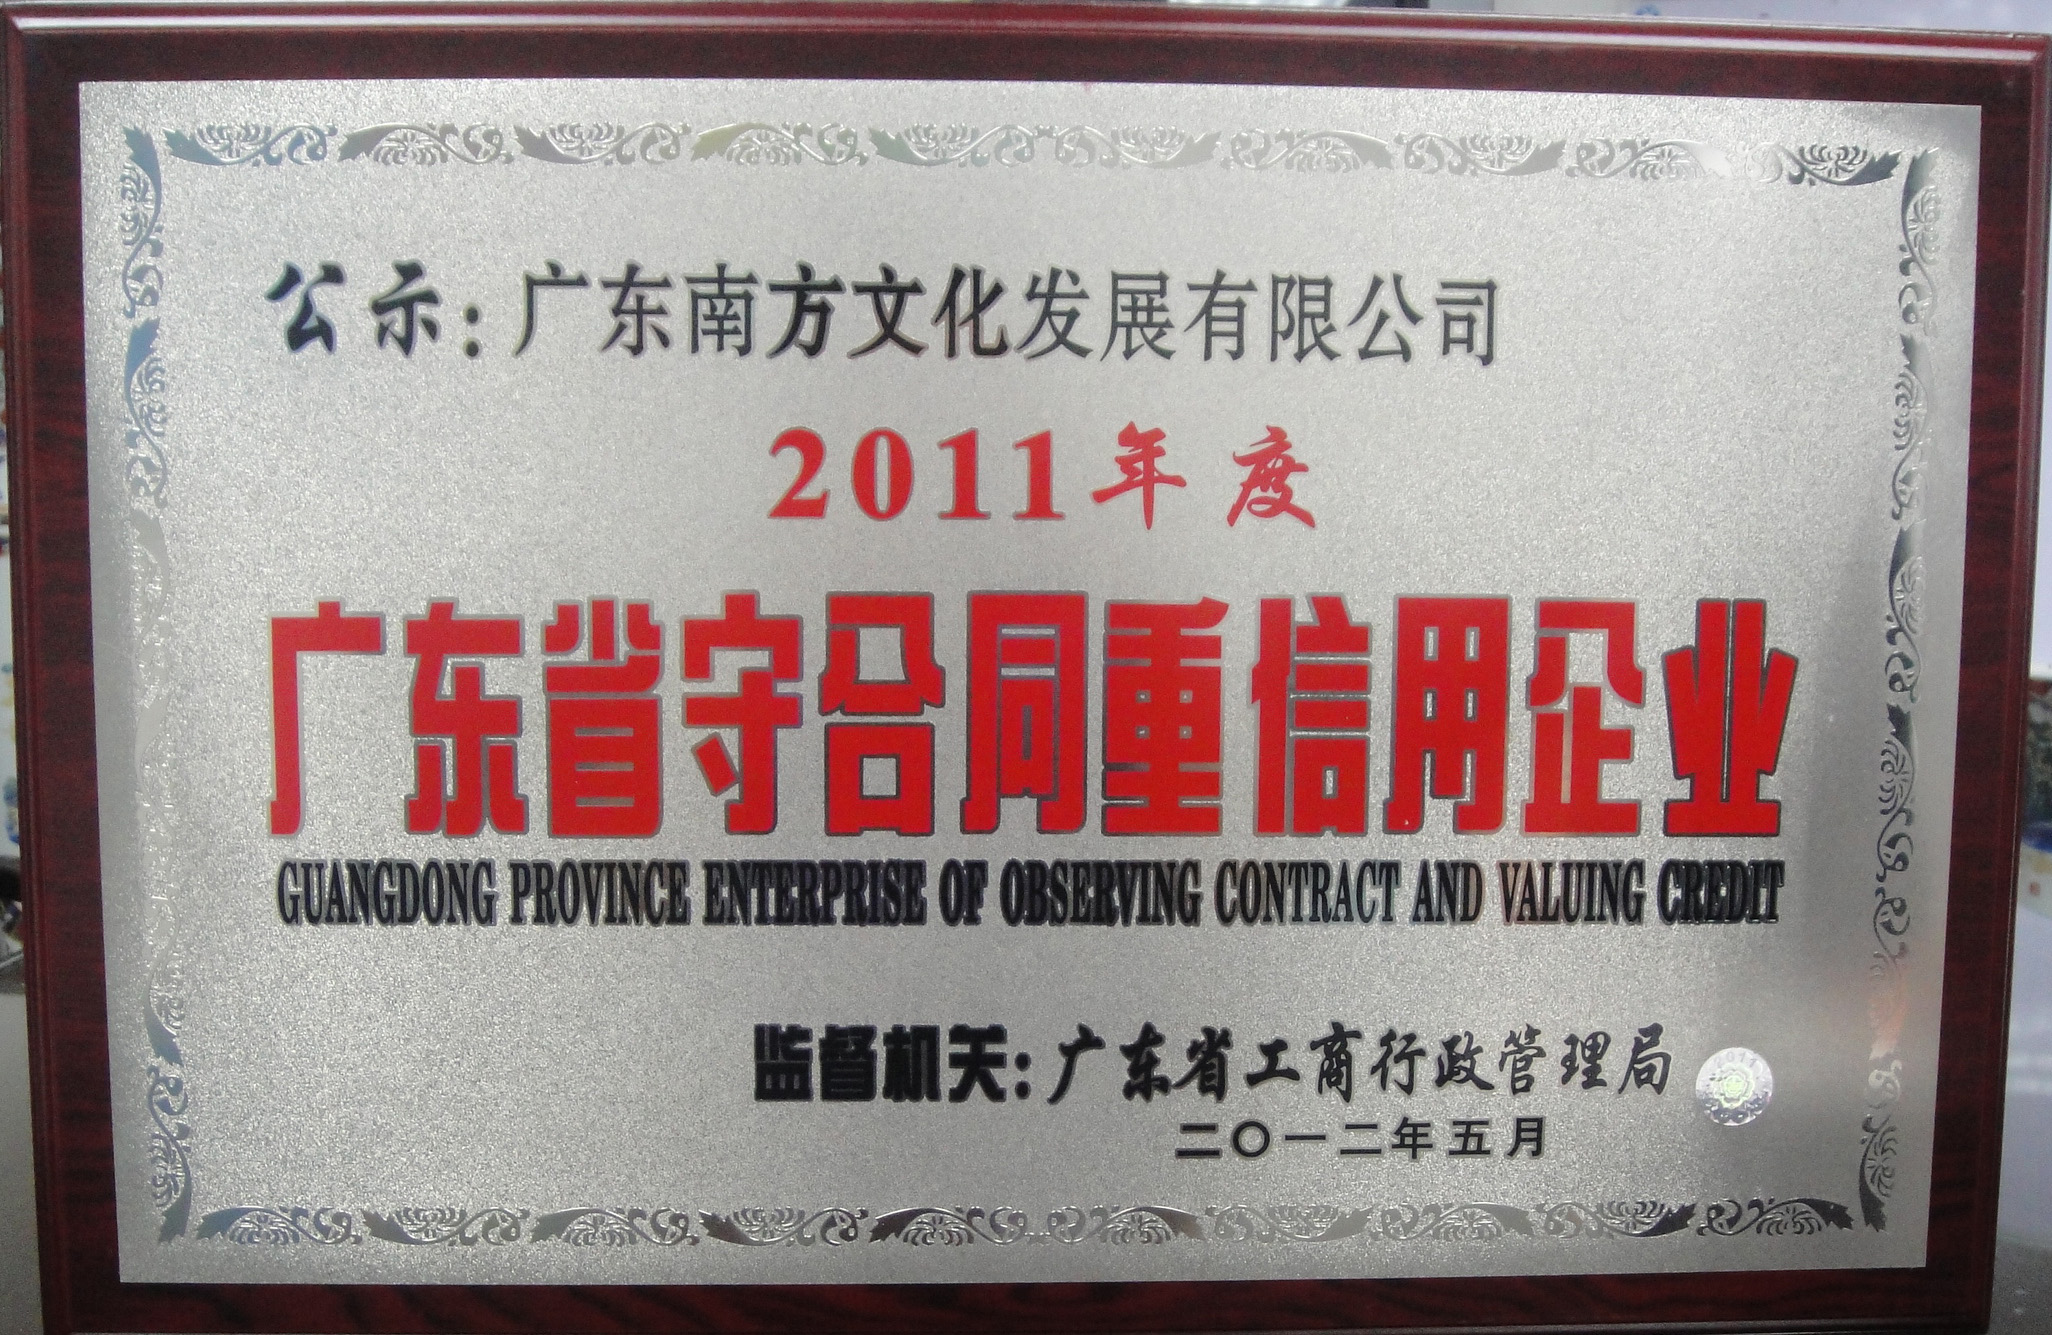 公示：广东南方文化发展有限公司
2011年度
广东省守合同重信用企业
GUANGDONG PROVINCE ENTERPRISE OF OBSERVING CONTRACT AND VALUING CREDIT
监督机关：广东省工商行政管理局
2011
二〇一二年五月